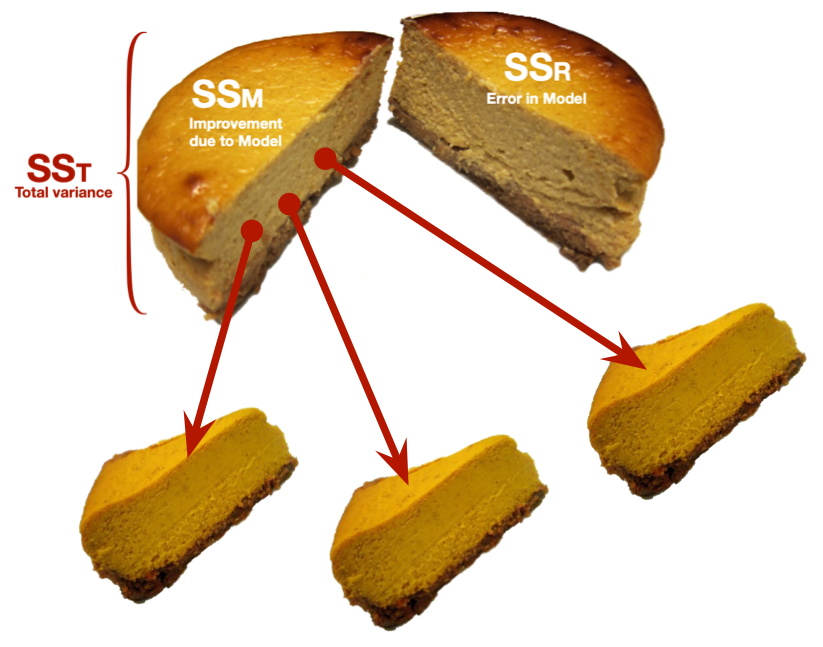 SSM
Improvement
due to Model
SSR
Error in Model
SST
Total variance